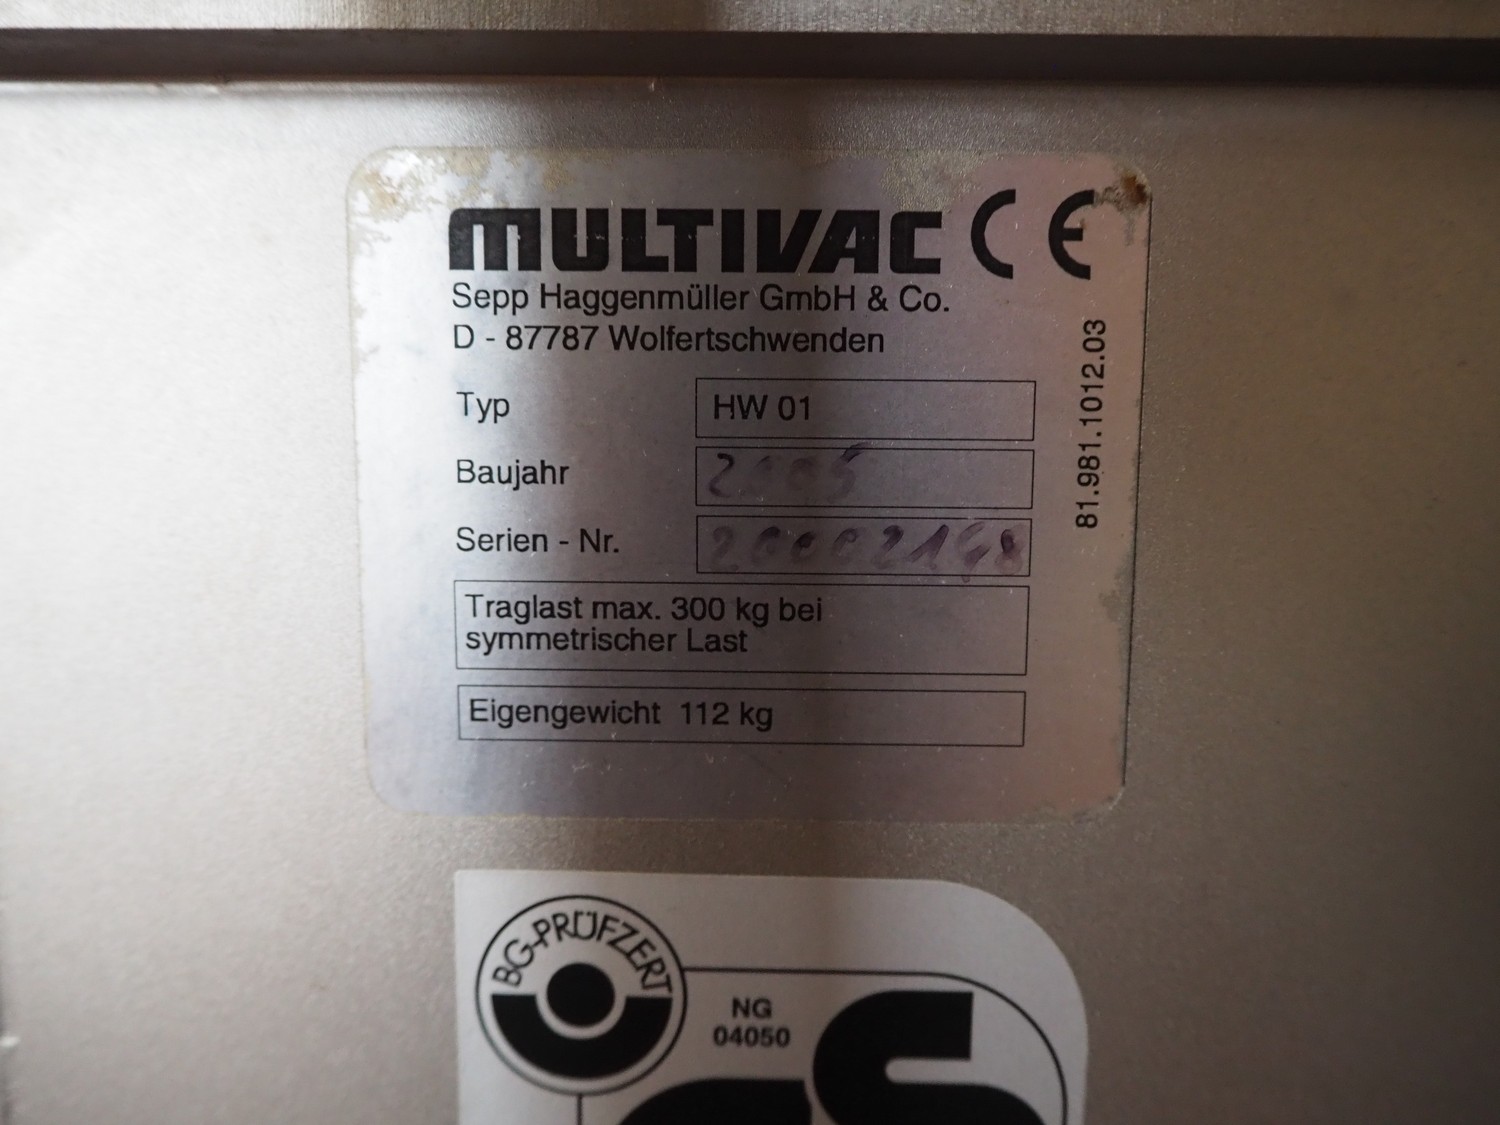 MULTIVAC CE
Sepp Haggenmüller GmbH & Co.
D - 87787 Wolfertschwenden
Typ HW 01
Baujahr 2005
Serien - Nr.
Traglast max. 300 kg bei
symmetrischer Last
Eigengewicht 112 kg
81.981.1012.03
BG-PRÜFZERT
NG
04050